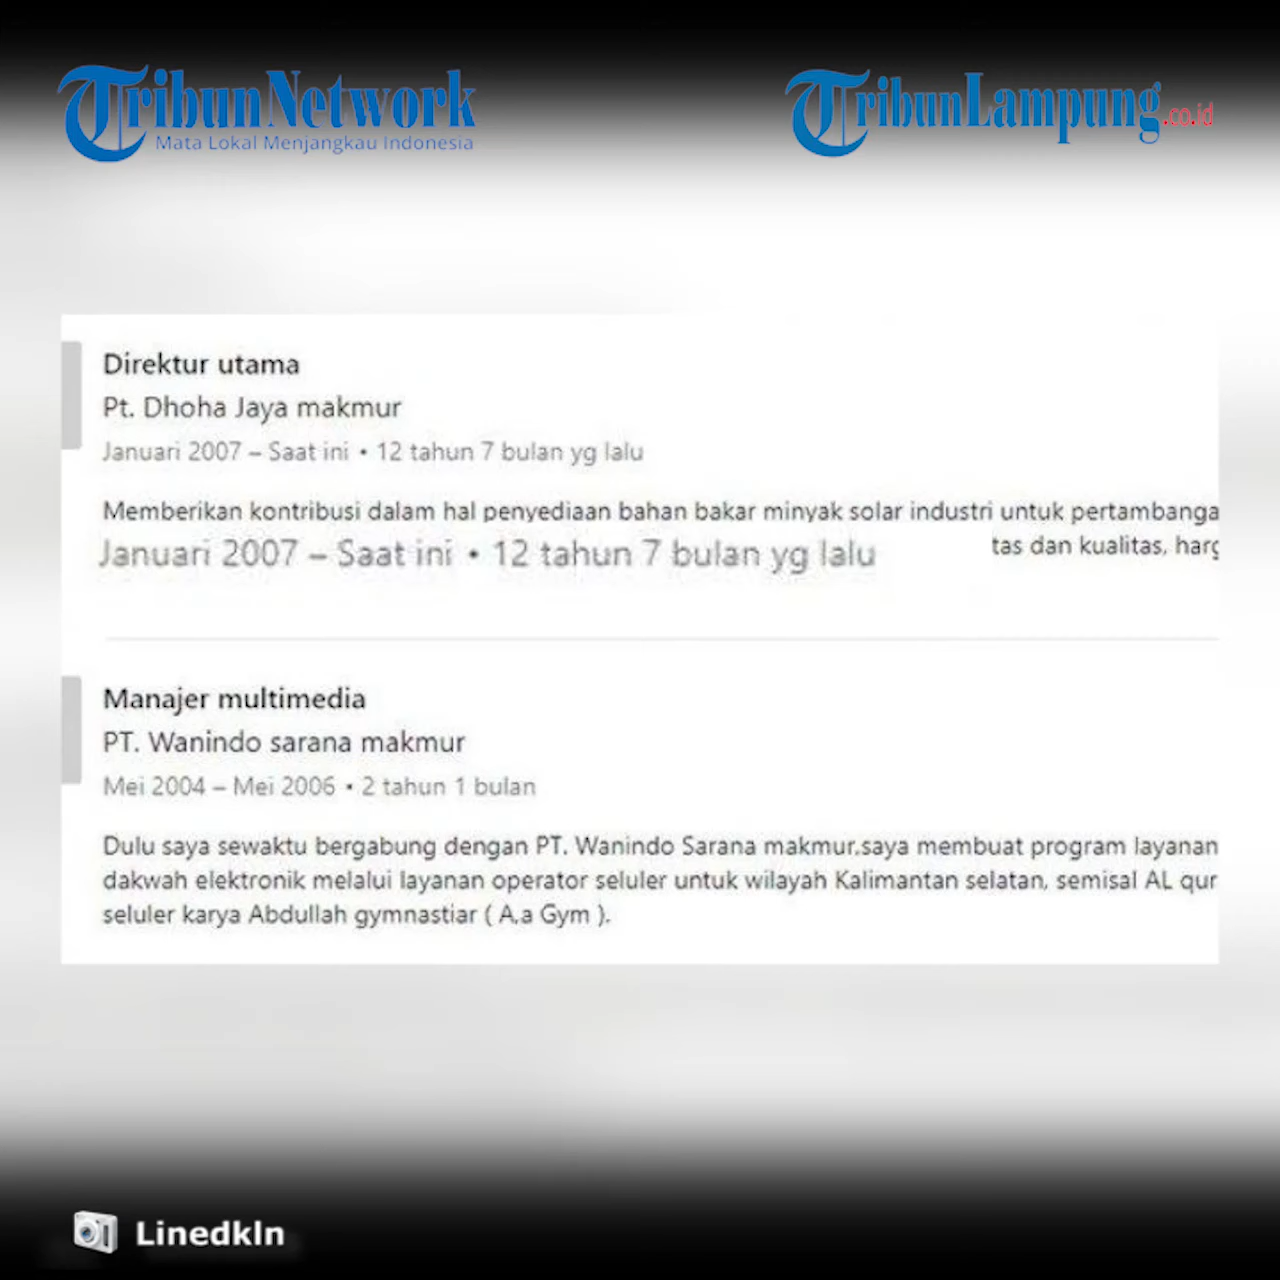 TribunNetwork
Mata Lokal Menjangkau Indonesia
TribunLampung.co.id
Direktur utama
Pt. Dhoha Jaya makmur
Januari 2007 – Saat ini • 12 tahun 7 bulan yg lalu
Memberikan kontribusi dalam hal penyediaan bahan bakar minyak solar industri untuk pertambanga
Januari 2007 – Saat ini • 12 tahun 7 bulan yg lalu
tas dan kualitas, harg
Manajer multimedia
PT. Wanindo sarana makmur
Mei 2004 – Mei 2006 • 2 tahun 1 bulan
Dulu saya sewaktu bergabung dengan PT. Wanindo Sarana makmur.saya membuat program layanan
dakwah elektronik melalui layanan operator seluler untuk wilayah Kalimantan selatan, semisal AL qur
seluler karya Abdullah gymnastiar ( A.a Gym ).
LinedkIn